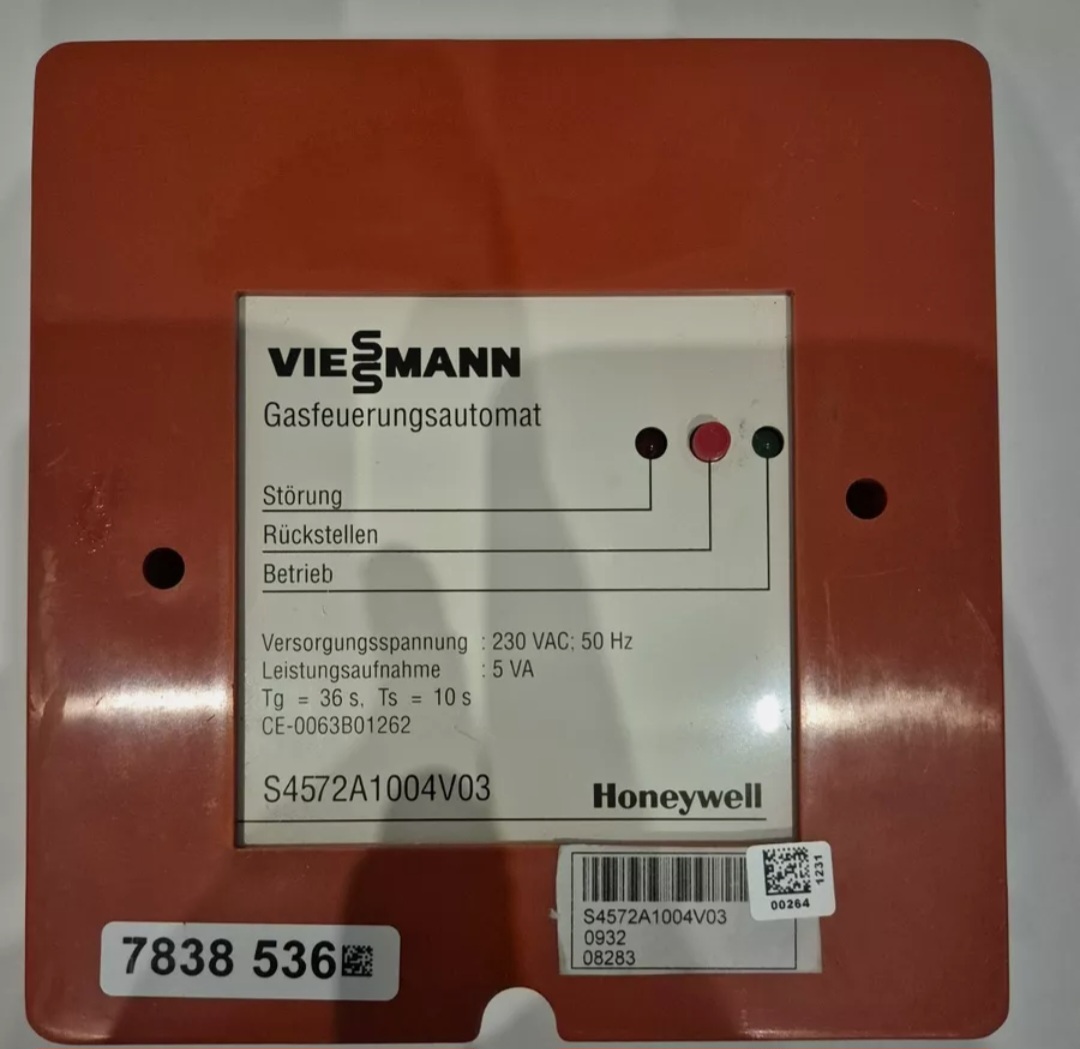 VIESSMANN
Gasfeuerungsautomat
Störung
Rückstellen
Betrieb
Versorgungsspannung : 230 VAC; 50 Hz
Leistungsaufnahme : 5 VA
Tg = 36 s, Ts = 10 s
CE-0063B01262
S4572A1004V03 Honeywell
1231
00264
S4572A1004V03
0932
08283
7838 536